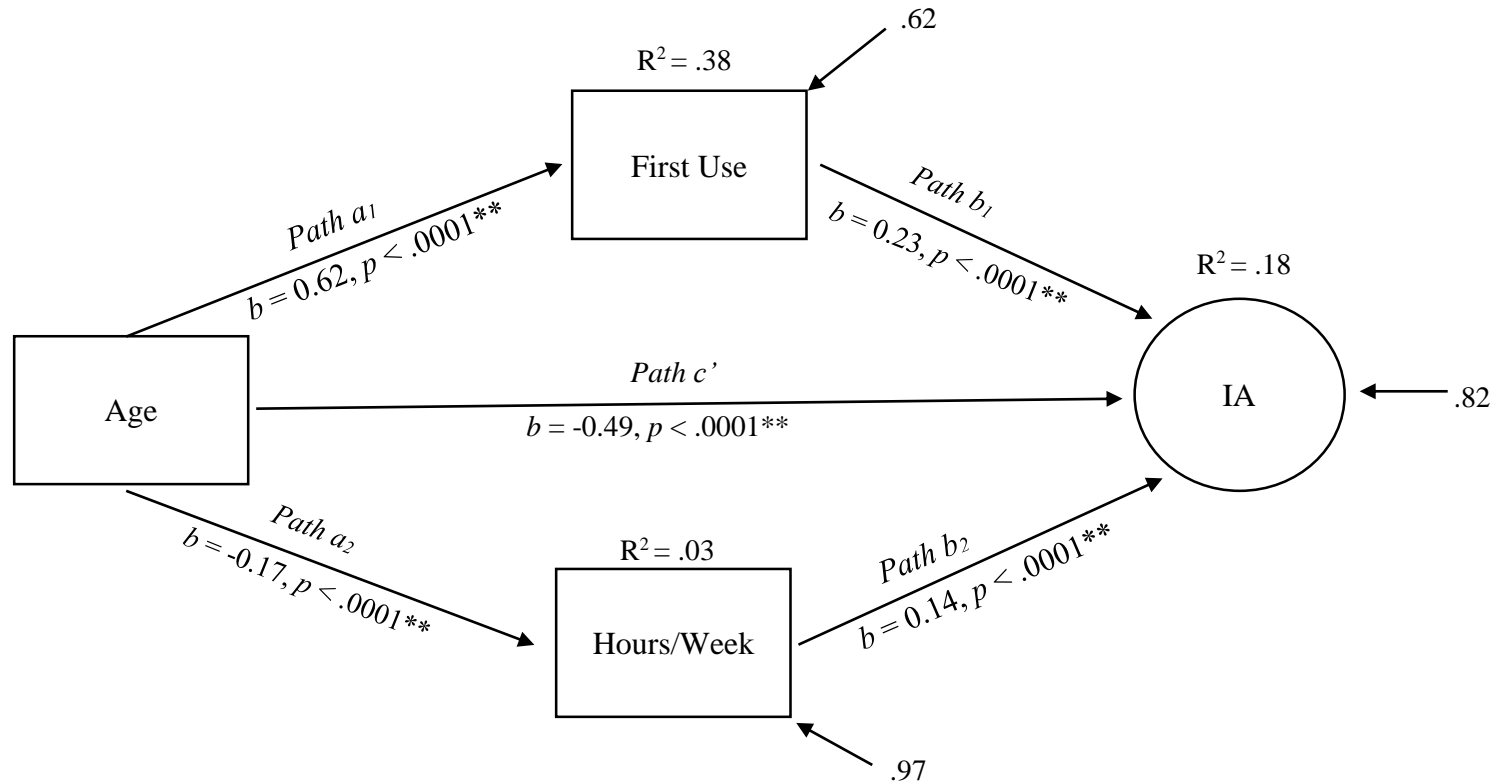 .62
R² = .38
First Use
Path a₁
b = 0.62, p < .0001**
Path b₁
b = 0.23, p < .0001**
R² = .18
Age
Path c’
b = -0.49, p < .0001**
IA
.82
Path a₂
b = -0.17, p < .0001**
R² = .03
Hours/Week
Path b₂
b = 0.14, p < .0001**
.97